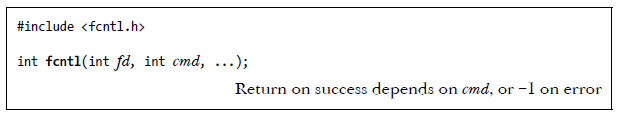 #include <fcntl.h>
int fcntl(int fd, int cmd, ...);
Return on success depends on cmd, or −1 on error